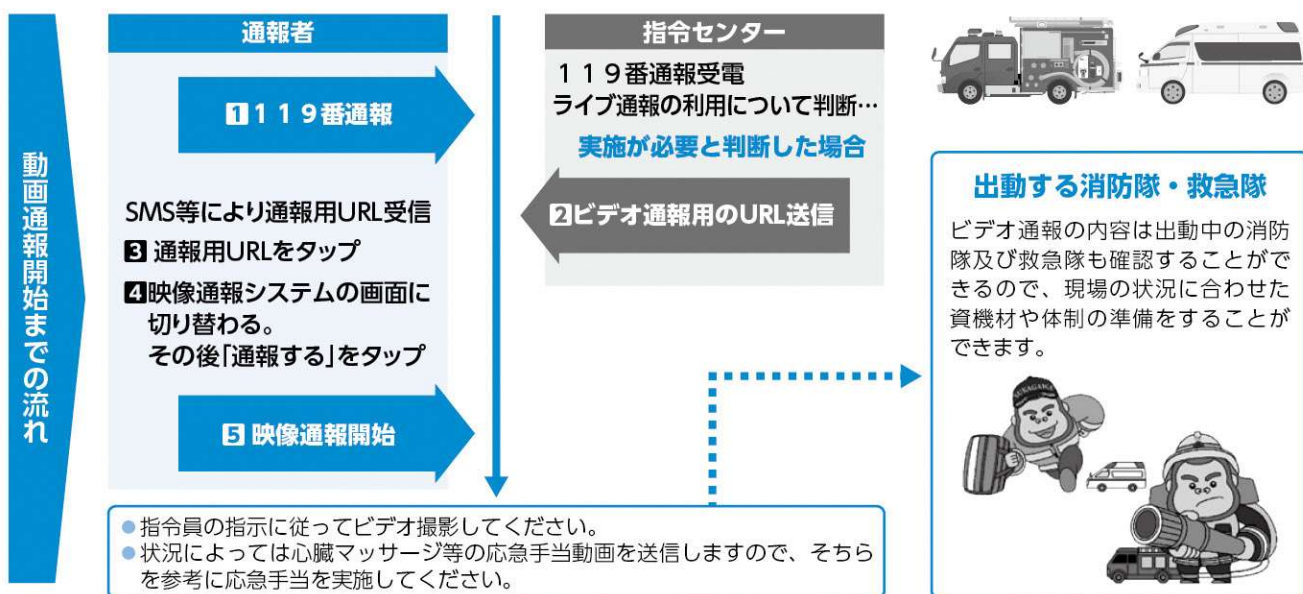 動画通報開始までの流れ
通報者
1 119番通報
SMS等により通報用URL受信
3 通報用URLをタップ
4 映像通報システムの画面に
切り替わる。
その後「通報する」をタップ
5 映像通報開始
指令センター
119番通報受電
ライブ通報の利用について判断…
実施が必要と判断した場合
2 ビデオ通報用のURL送信
●指令員の指示に従ってビデオ撮影してください。
●状況によっては心臓マッサージ等の応急手当動画を送信しますので、そちら
を参考に応急手当を実施してください。
出動する消防隊・救急隊
ビデオ通報の内容は出動中の消防
隊及び救急隊も確認することがで
きるので、現場の状況に合わせた
資機材や体制の準備をすることが
できます。